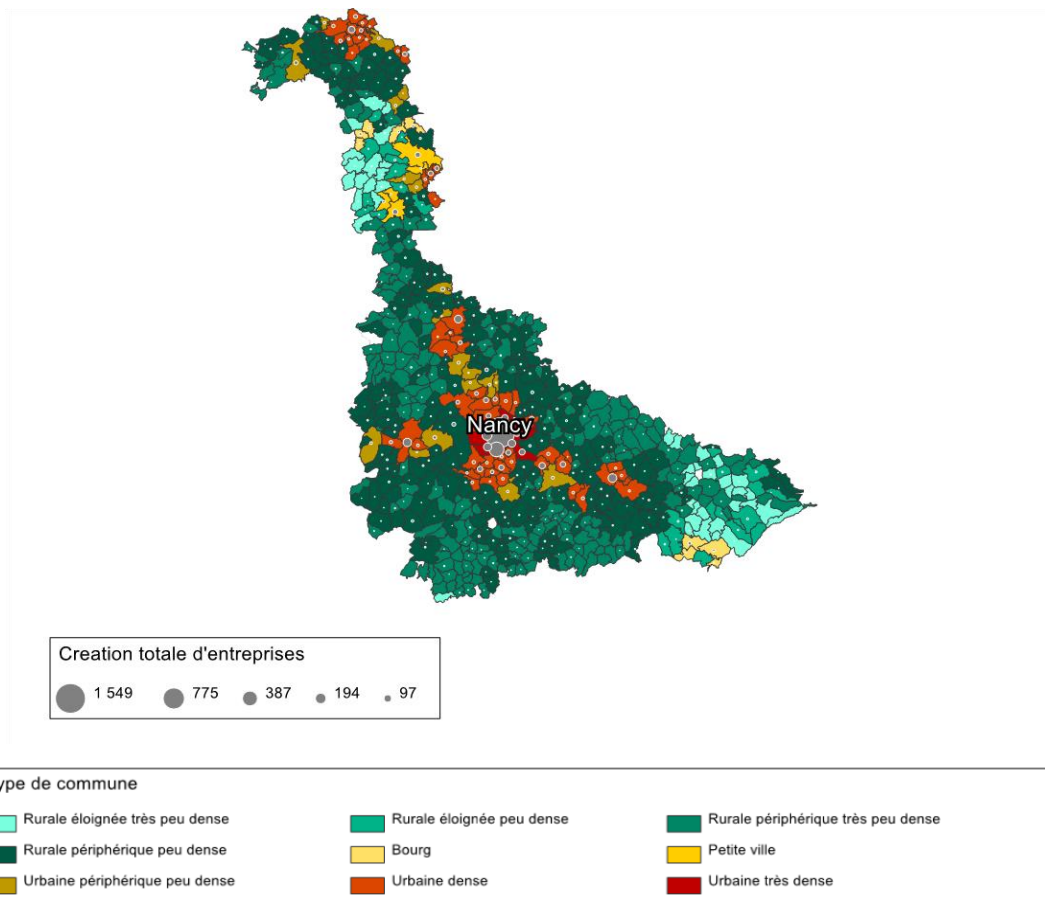 Nancy
Creation totale d'entreprises
1 549 775 387 194 97
ype de commune
Rurale éloignée très peu dense Rurale éloignée peu dense Rurale périphérique très peu dense
Rurale périphérique peu dense Bourg Petite ville
Urbaine périphérique peu dense Urbaine dense Urbaine très dense